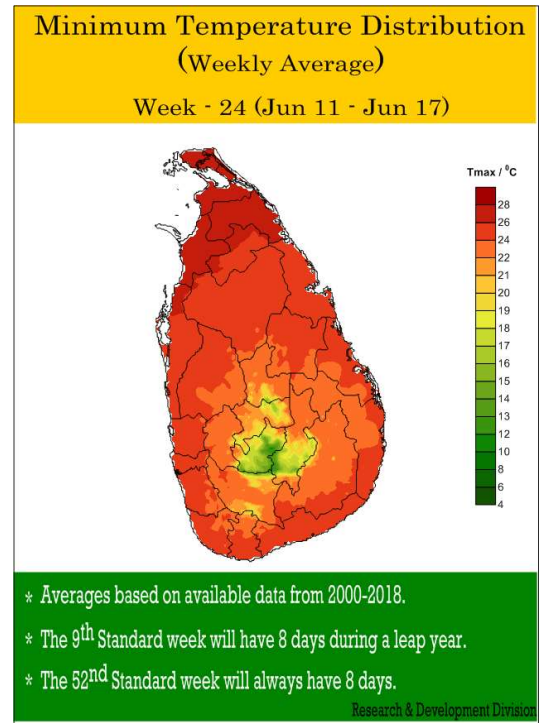 Minimum Temperature Distribution
(Weekly Average)
Week - 24 (Jun 11 - Jun 17)
Tmax / ⁰C
28
26
24
22
21
20
19
18
17
16
15
14
13
12
10
8
6
4
* Averages based on available data from 2000-2018.
* The 9th Standard week will have 8 days during a leap year.
* The 52nd Standard week will always have 8 days.
Research & Development Division